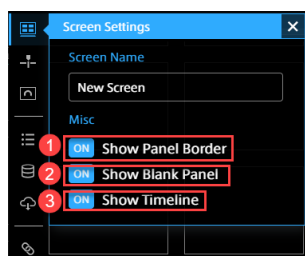 Screen Settings
Screen Name
New Screen
Misc
1 ON Show Panel Border
2 ON Show Blank Panel
3 ON Show Timeline